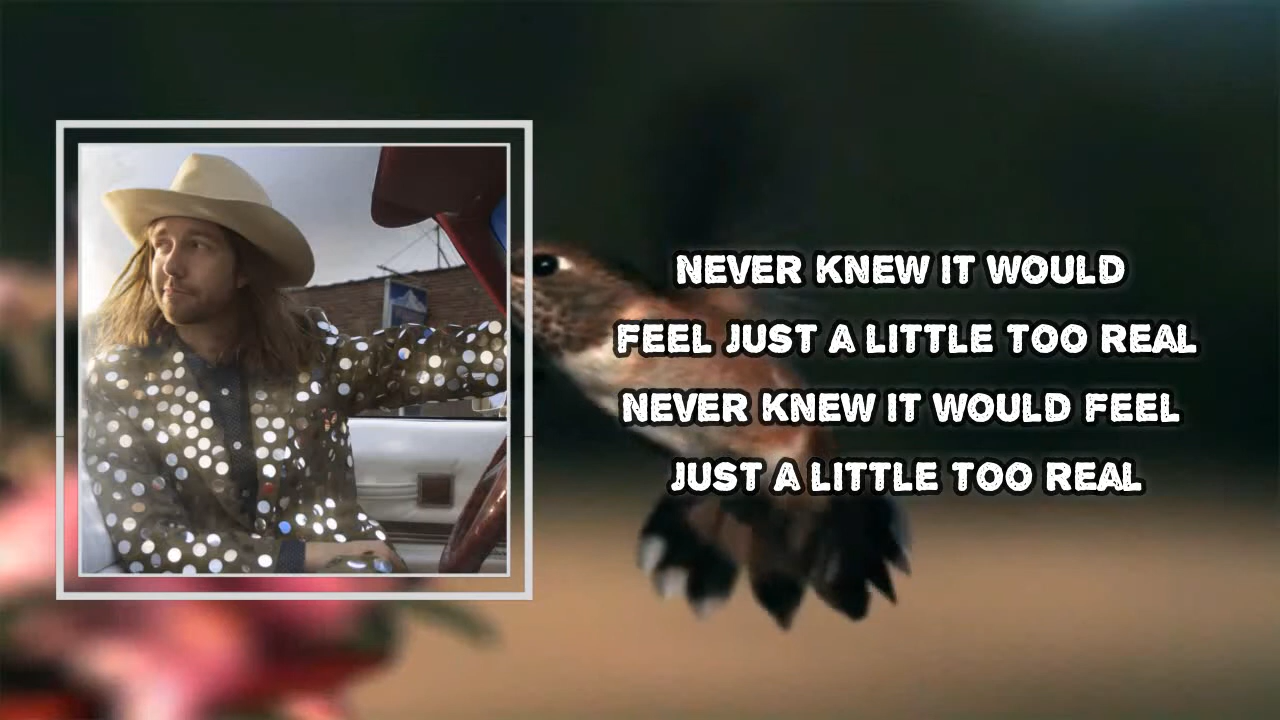 NEVER KNEW IT WOULD
FEEL JUST A LITTLE TOO REAL
NEVER KNEW IT WOULD FEEL
JUST A LITTLE TOO REAL